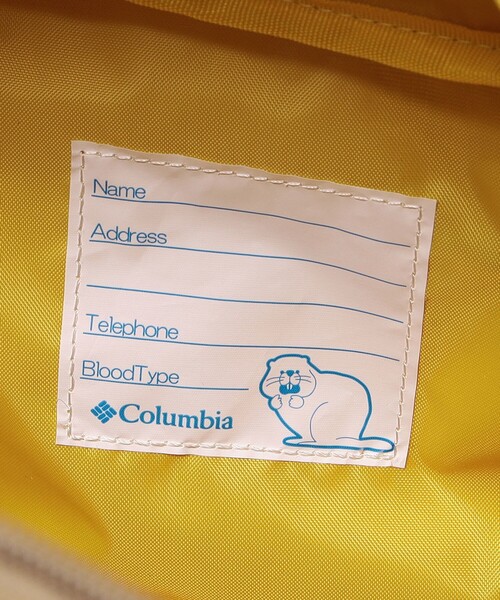 Name
Address
Telephone
BloodType
Columbia